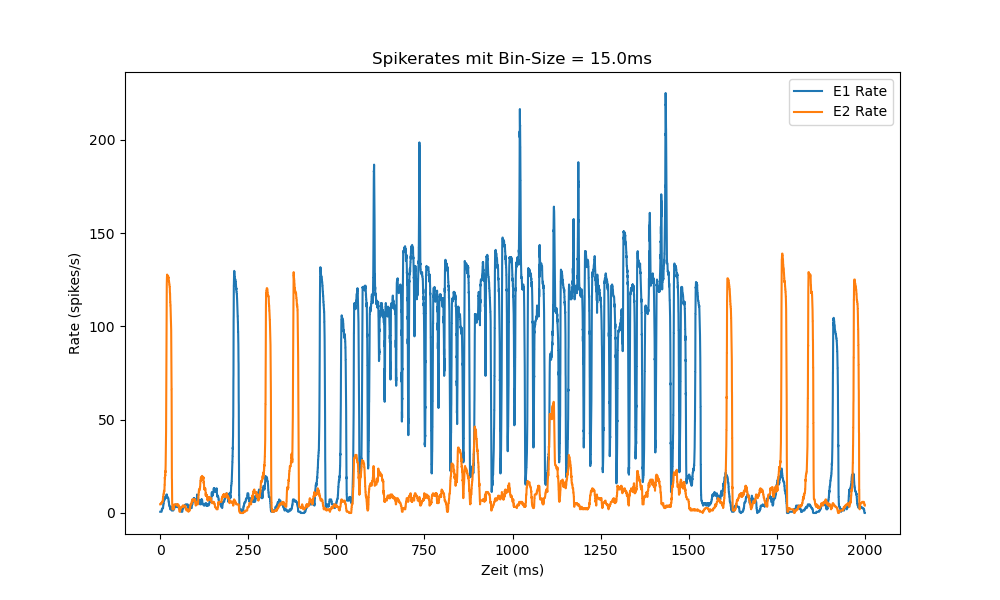 Spikerates mit Bin-Size = 15.0ms
E1 Rate
E2 Rate
Rate (spikes/s)
200
150
100
50
0
0 250 500 750 1000 1250 1500 1750 2000
Zeit (ms)